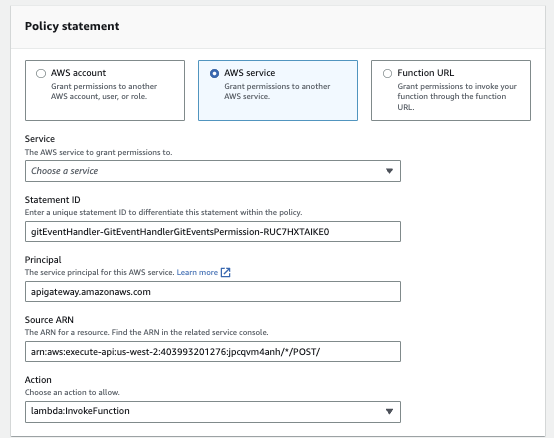 Policy statement
AWS account
Grant permissions to another
AWS account, user, or role.
AWS service
Grant permissions to another
AWS service.
Function URL
Grant permissions to invoke your
function through the function
URL.
Service
The AWS service to grant permissions to.
Choose a service
Statement ID
Enter a unique statement ID to differentiate this statement within the policy.
gitEventHandler-GitEventHandlerGitEventsPermission-RUC7HXTAIKE0
Principal
The service principal for this AWS service. Learn more
apigateway.amazonaws.com
Source ARN
The ARN for a resource. Find the ARN in the related service console.
arn:aws:execute-api:us-west-2:403993201276:jpcqvm4anh/*/POST/
Action
Choose an action to allow.
lambda:InvokeFunction